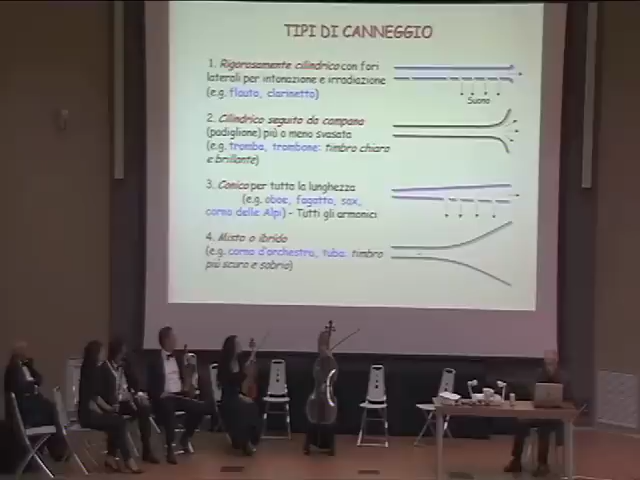 TIPI DI CANNEGGIO
1. Rigorosamente cilindrico con fori
laterali per intonazione e irradiazione
(e.g. flauto, clarinetto)
Suono
2. Cilindrico seguito da campana
(padiglione) più o meno svasata
(e.g. tromba, trombone: timbro chiaro
e brillante)
3. Conico per tutta la lunghezza
(e.g. oboe, fagotto, sax,
corno delle Alpi) - Tutti gli armonici
4. Misto o ibrido
(e.g. corno d'orchestra, tuba: timbro
più scuro e sobrio)